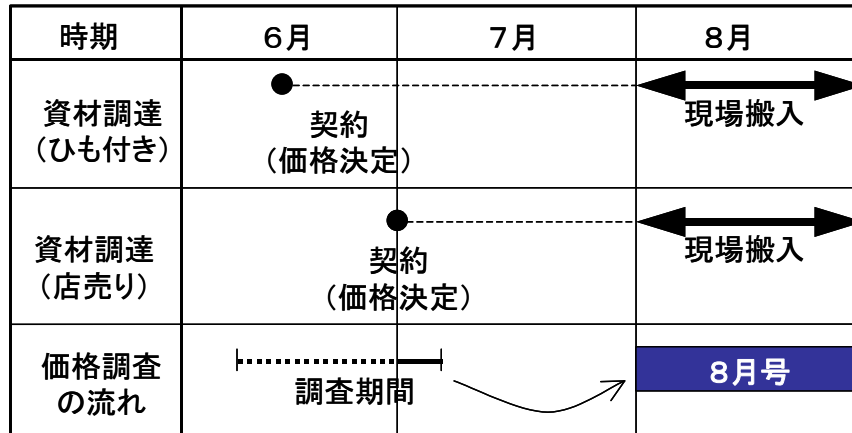 時期
6月
7月
8月
資材調達
(ひも付き)
契約
(価格決定)
現場搬入
資材調達
(店売り)
契約
(価格決定)
現場搬入
価格調査
の流れ
調査期間
8月号